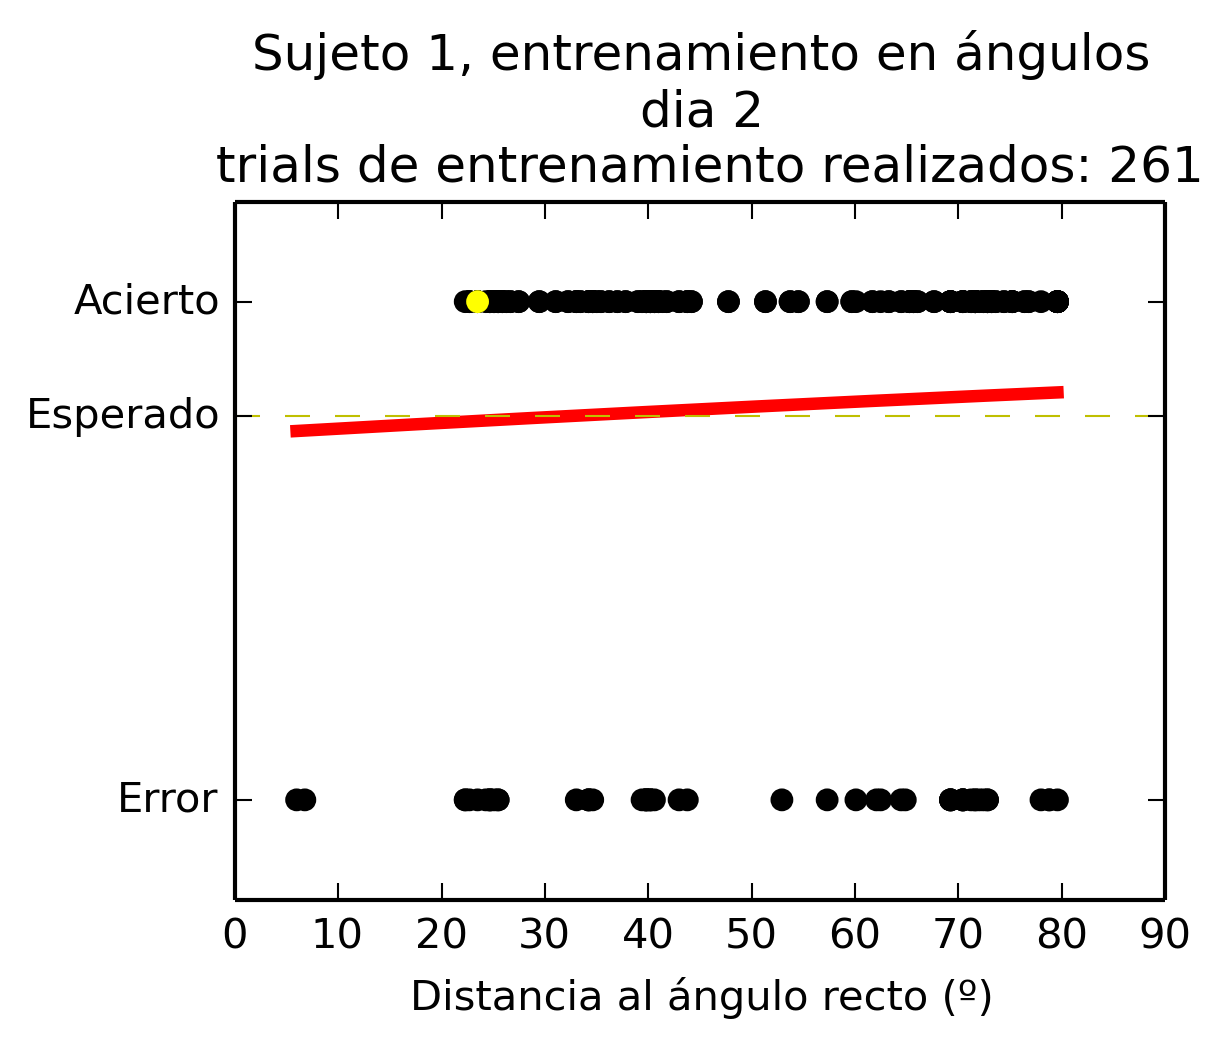 Sujeto 1, entrenamiento en ángulos
dia 2
trials de entrenamiento realizados: 261
Acierto
Esperado
Error
0 10 20 30 40 50 60 70 80 90
Distancia al ángulo recto (º)